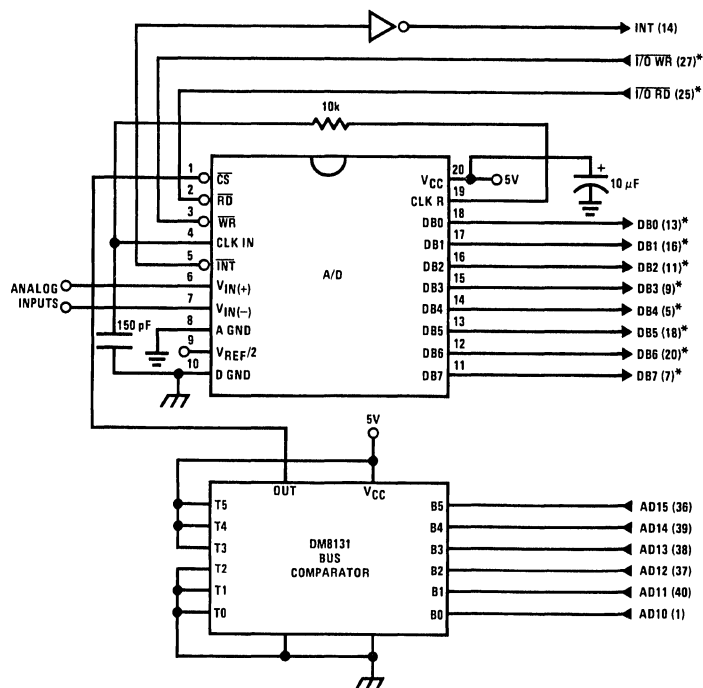 INT (14)
I/O WR (27)*
I/O RD (25)*
10k
1 CS
2 RD
3 WR
4 CLK IN
5 INT
6 VIN(+)
7 VIN(−)
8 A GND
9 VREF/2
10 D GND
ANALOG
INPUTS
150 pF
A/D
20 VCC
5V
+
10 µF
19 CLK R
18 DB0
17 DB1
16 DB2
15 DB3
14 DB4
13 DB5
12 DB6
11 DB7
DB0 (13)*
DB1 (16)*
DB2 (11)*
DB3 (9)*
DB4 (5)*
DB5 (18)*
DB6 (20)*
DB7 (7)*
5V
OUT
VCC
T5
T4
T3
T2
T1
T0
DM8131
BUS
COMPARATOR
B5
B4
B3
B2
B1
B0
AD15 (36)
AD14 (39)
AD13 (38)
AD12 (37)
AD11 (40)
AD10 (1)